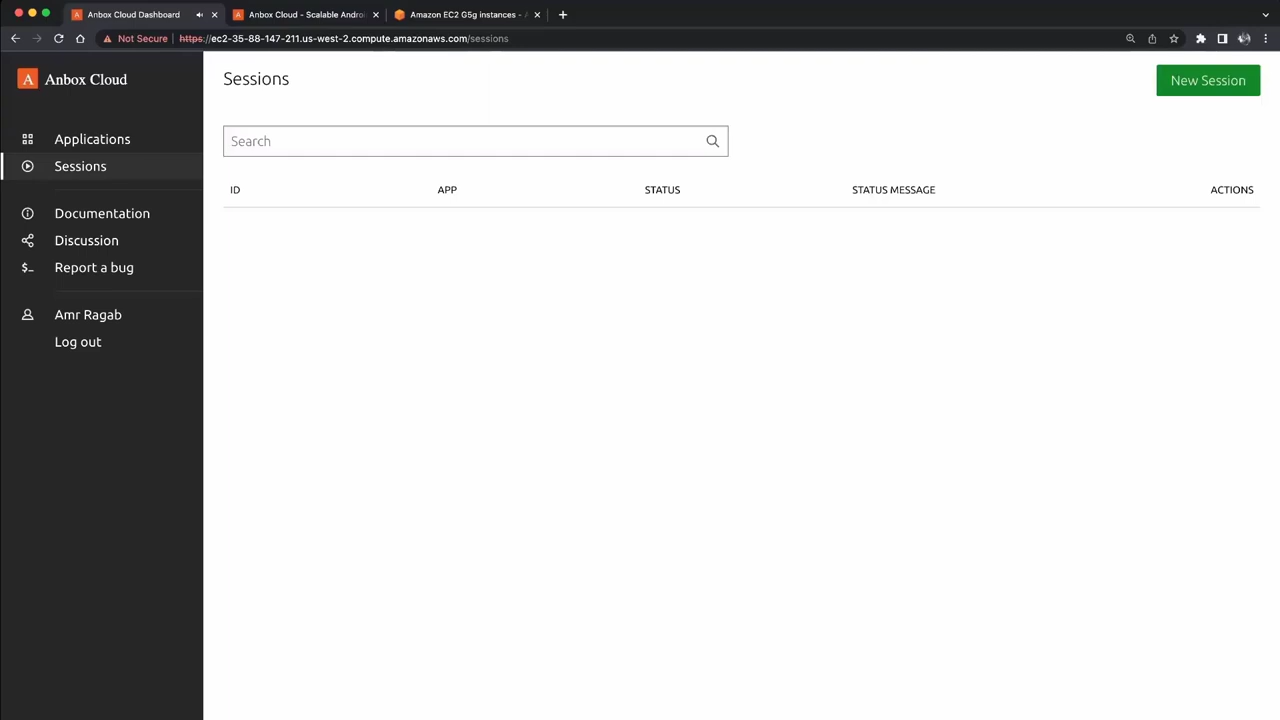 Anbox Cloud Dashboard
Anbox Cloud - Scalable Androi
Amazon EC2 G5g instances - A
Not Secure
https://ec2-35-88-147-211.us-west-2.compute.amazonaws.com/sessions
A Anbox Cloud
Sessions
New Session
Applications
Search
Sessions
ID APP STATUS STATUS MESSAGE ACTIONS
Documentation
Discussion
$_ Report a bug
Amr Ragab
Log out